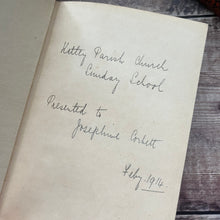 Ketley Parish Church
Sunday School
Presented to
Josephine Corbett
Feby. 1914.